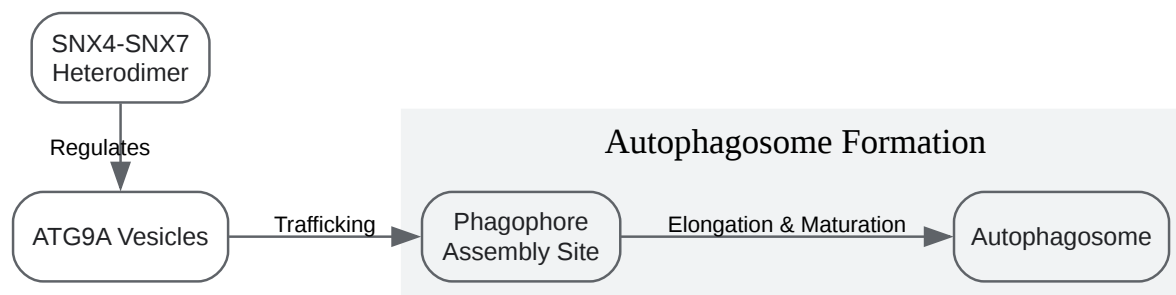 SNX4-SNX7
Heterodimer
Regulates
Autophagosome Formation
ATG9A Vesicles
Trafficking
Phagophore
Assembly Site
Elongation & Maturation
Autophagosome